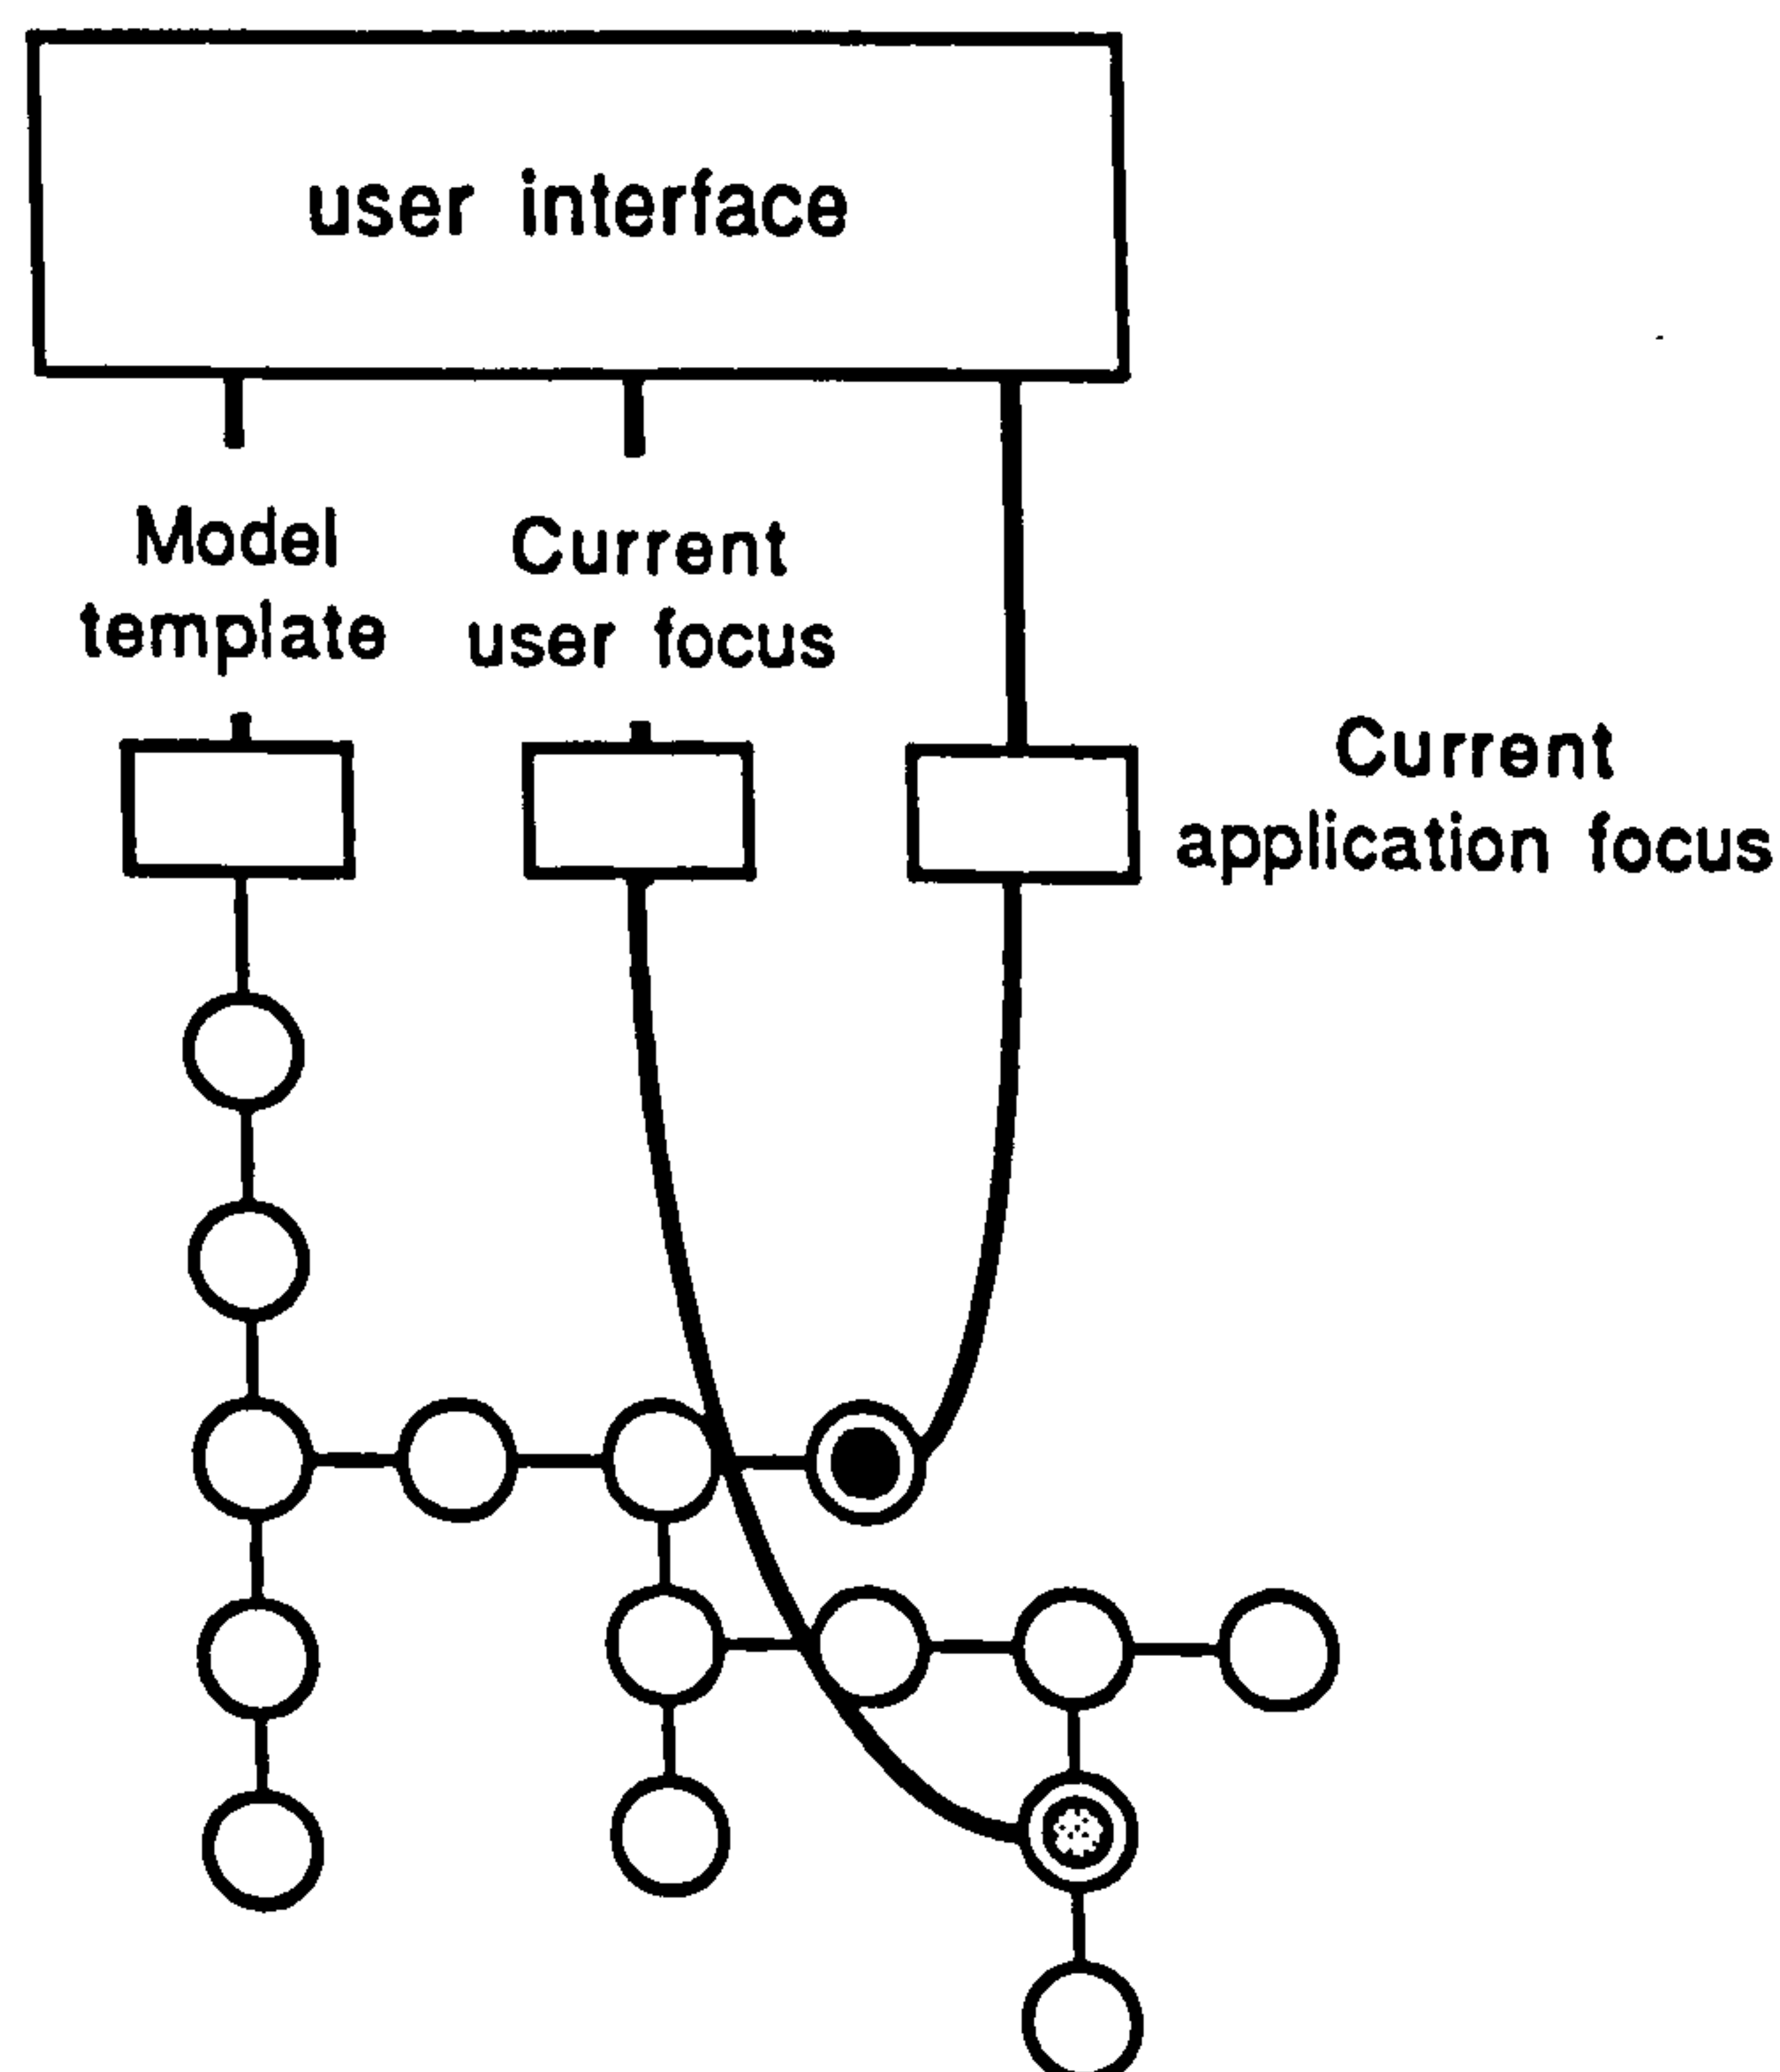 user interface
Model
template
Current
user focus
Current
application focus